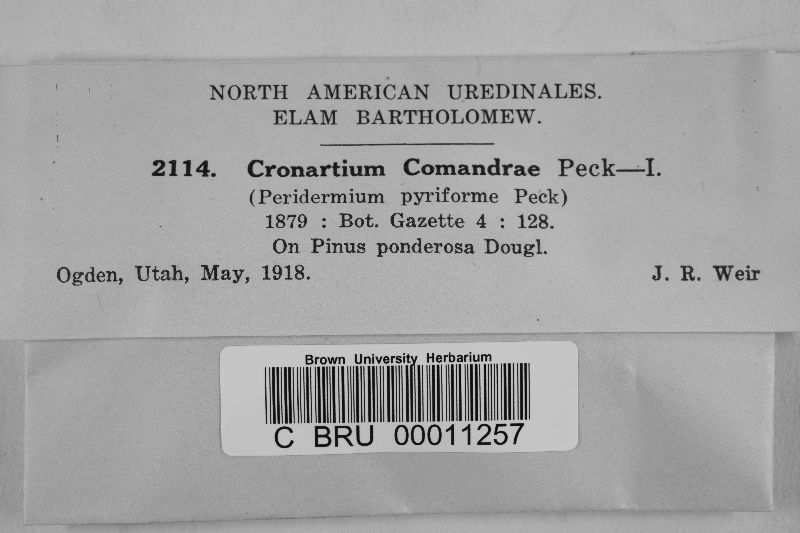 NORTH AMERICAN UREDINALES.
ELAM BARTHOLOMEW.
2114. Cronartium Comandrae Peck—I.
(Peridermium pyriforme Peck)
1879 : Bot. Gazette 4 : 128.
On Pinus ponderosa Dougl.
Ogden, Utah, May, 1918. J. R. Weir
Brown University Herbarium
C BRU 00011257